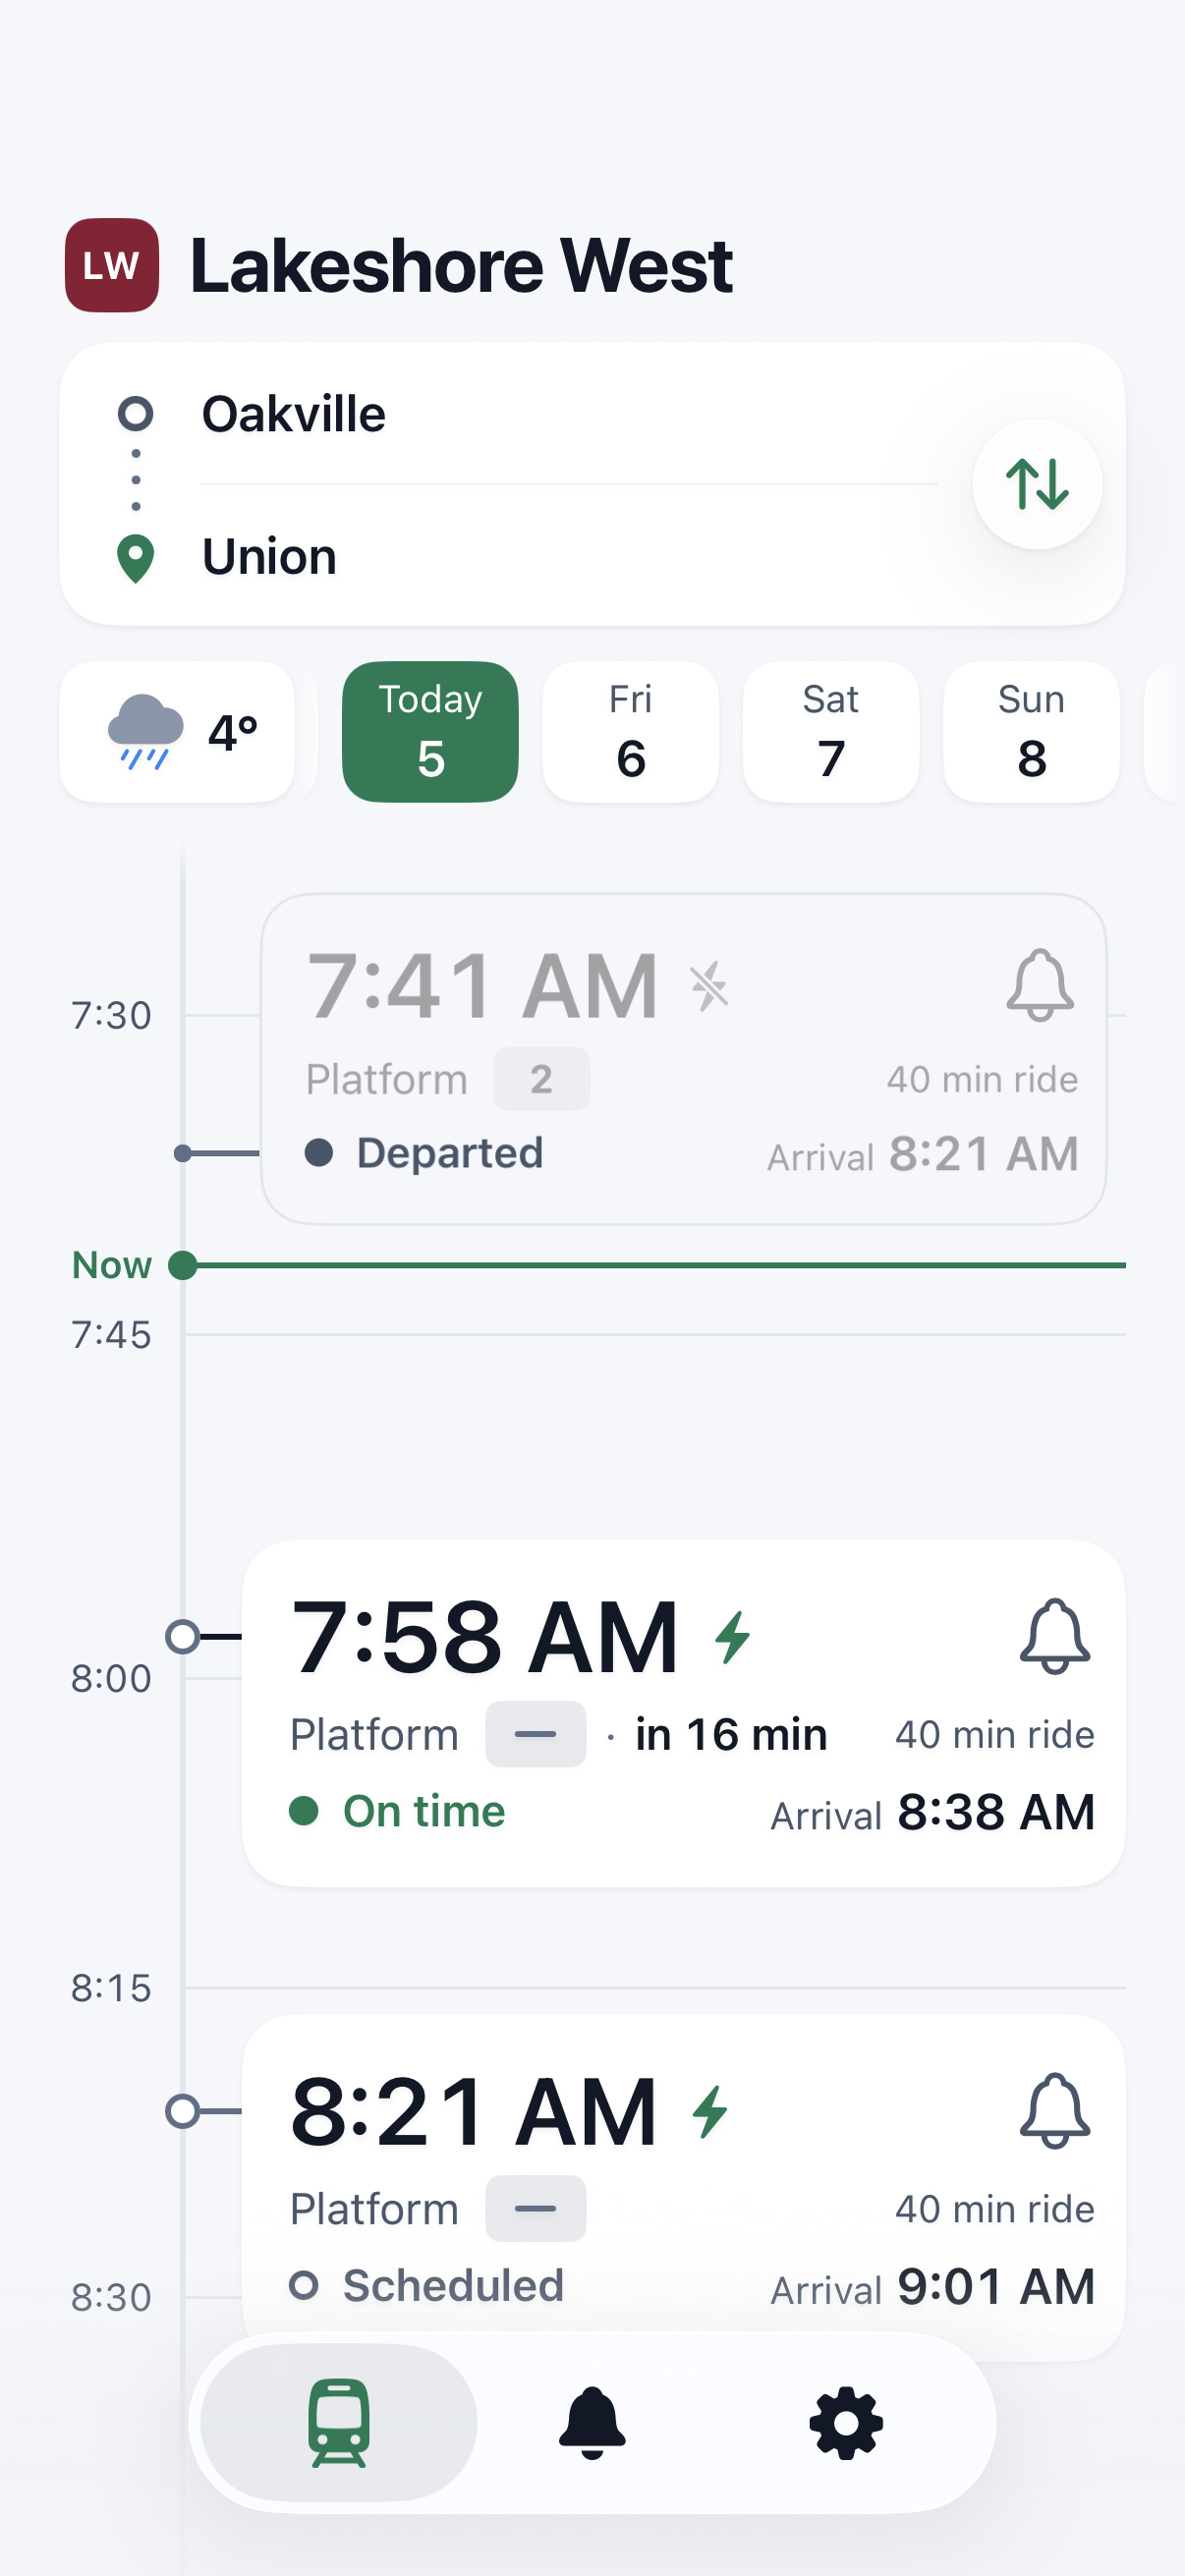 LW Lakeshore West
Oakville
Union
4°
Today
5
Fri
6
Sat
7
Sun
8
7:41 AM
7:30
Platform 2 40 min ride
Departed Arrival 8:21 AM
Now
7:45
7:58 AM
8:00
Platform — · in 16 min 40 min ride
On time Arrival 8:38 AM
8:15
8:21 AM
Platform — 40 min ride
8:30 Scheduled Arrival 9:01 AM